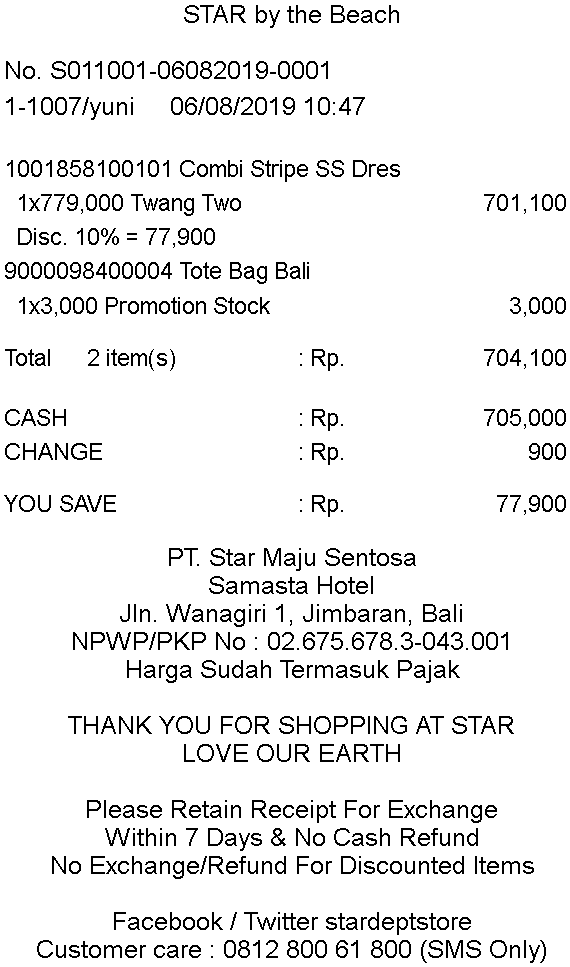 STAR by the Beach
No. S011001-06082019-0001
1-1007/yuni 06/08/2019 10:47
1001858100101 Combi Stripe SS Dres
1x779,000 Twang Two 701,100
Disc. 10% = 77,900
9000098400004 Tote Bag Bali
1x3,000 Promotion Stock 3,000
Total 2 item(s) : Rp. 704,100
CASH : Rp. 705,000
CHANGE : Rp. 900
YOU SAVE : Rp. 77,900
PT. Star Maju Sentosa
Samasta Hotel
Jln. Wanagiri 1, Jimbaran, Bali
NPWP/PKP No : 02.675.678.3-043.001
Harga Sudah Termasuk Pajak
THANK YOU FOR SHOPPING AT STAR
LOVE OUR EARTH
Please Retain Receipt For Exchange
Within 7 Days & No Cash Refund
No Exchange/Refund For Discounted Items
Facebook / Twitter stardeptstore
Customer care : 0812 800 61 800 (SMS Only)